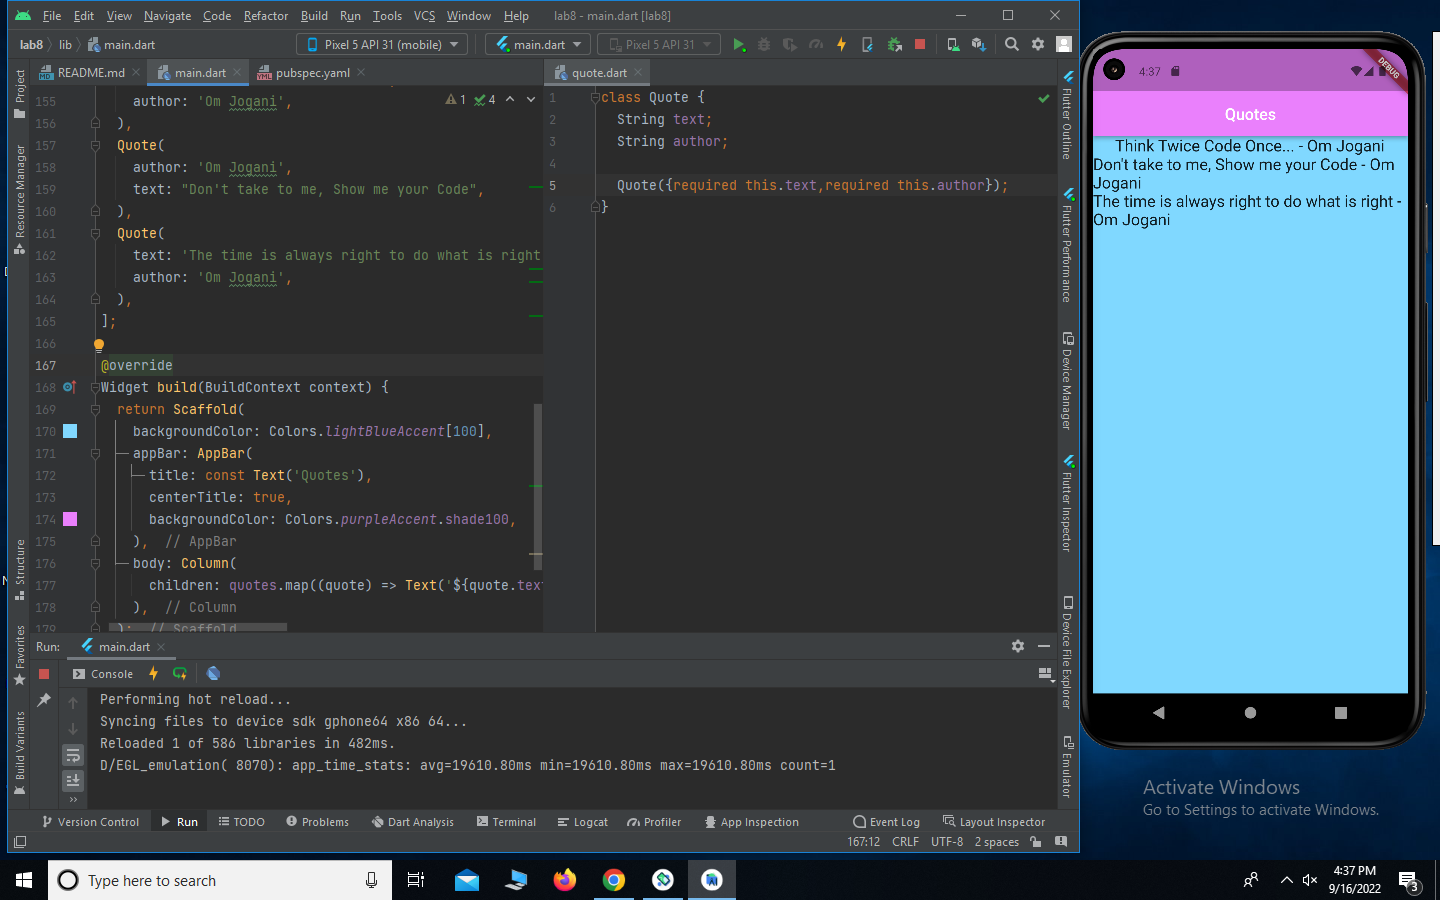 File Edit View Navigate Code Refactor Build Run Tools VCS Window Help lab8 - main.dart [lab8]
lab8 lib main.dart Pixel 5 API 31 (mobile) main.dart Pixel 5 API 31
README.md main.dart pubspec.yaml quote.dart
1 4
155 author: 'Om Jogani',
156 ),
157 Quote(
158 author: 'Om Jogani',
159 text: "Don't take to me, Show me your Code",
160 ),
161 Quote(
162 text: 'The time is always right to do what is right
163 author: 'Om Jogani',
164 ),
165 ];
166
167 @override
168 Widget build(BuildContext context) {
169 return Scaffold(
170 backgroundColor: Colors.lightBlueAccent[100],
171 appBar: AppBar(
172 title: const Text('Quotes'),
173 centerTitle: true,
174 backgroundColor: Colors.purpleAccent.shade100,
175 ), // AppBar
176 body: Column(
177 children: quotes.map((quote) => Text('${quote.text
178 ), // Column
179 ); // Scaffold
1 class Quote {
2 String text;
3 String author;
4
5 Quote({required this.text,required this.author});
6 }
Project
Resource Manager
Structure
Favorites
Build Variants
Flutter Outline
Flutter Performance
Device Manager
Flutter Inspector
Device File Explorer
Emulator
Run: main.dart
Console
Performing hot reload...
Syncing files to device sdk gphone64 x86 64...
Reloaded 1 of 586 libraries in 482ms.
D/EGL_emulation( 8070): app_time_stats: avg=19610.80ms min=19610.80ms max=19610.80ms count=1
Version Control Run TODO Problems Dart Analysis Terminal Logcat Profiler App Inspection Event Log Layout Inspector
167:12 CRLF UTF-8 2 spaces
4:37
DEBUG
Quotes
Think Twice Code Once... - Om Jogani
Don't take to me, Show me your Code - Om
Jogani
The time is always right to do what is right -
Om Jogani
Activate Windows
Go to Settings to activate Windows.
Type here to search
4:37 PM
9/16/2022
3